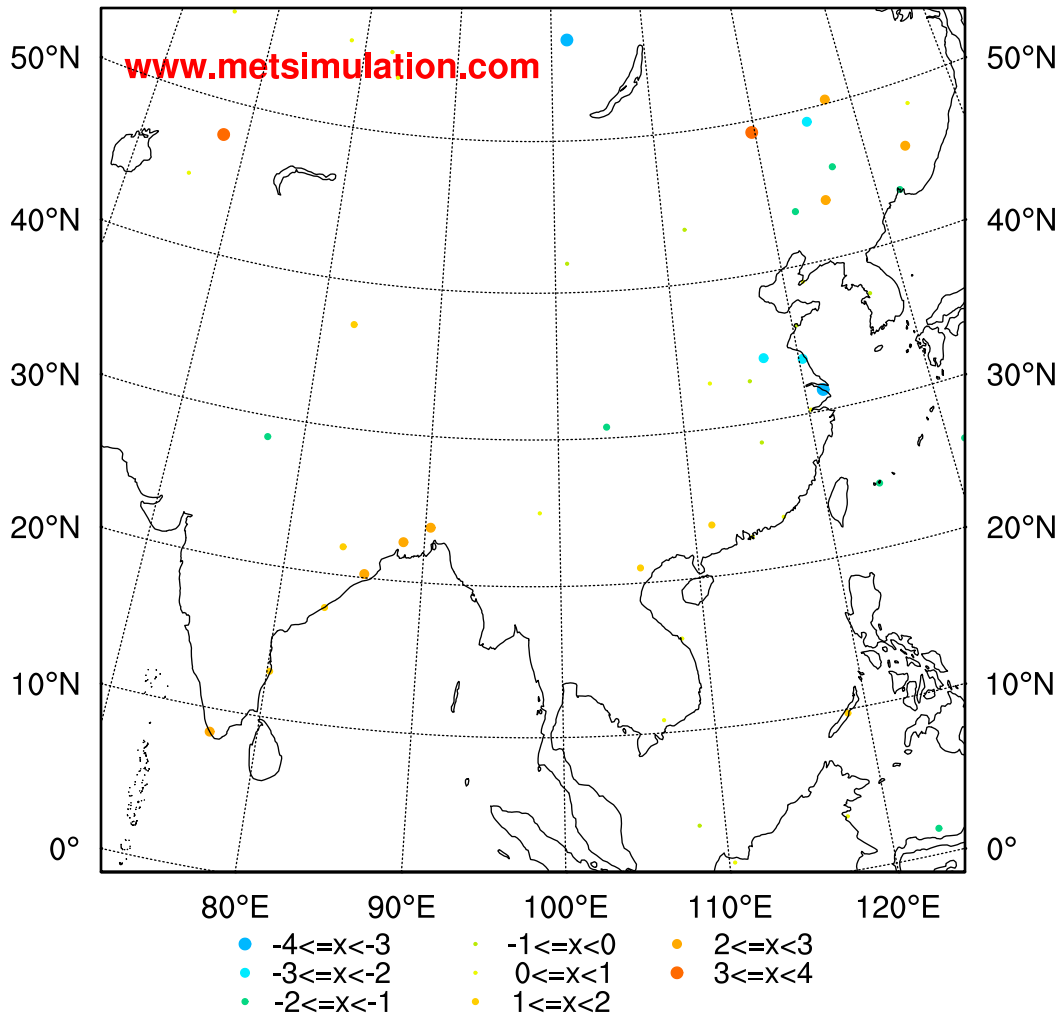 www.metsimulation.com
50°N 50°N
40°N 40°N
30°N 30°N
20°N 20°N
10°N 10°N
0° 0°
80°E 90°E 100°E 110°E 120°E
-4<=x<-3 -1<=x<0 2<=x<3
-3<=x<-2 0<=x<1 3<=x<4
-2<=x<-1 1<=x<2